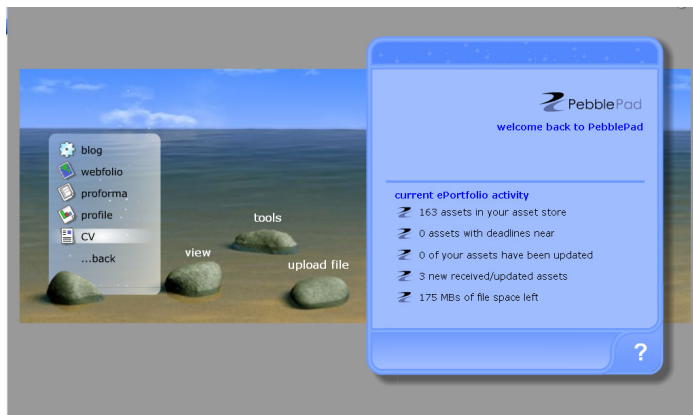 blog
webfolio
proforma
profile
CV
...back
view
tools
upload file
PebblePad
welcome back to PebblePad
current ePortfolio activity
163 assets in your asset store
0 assets with deadlines near
0 of your assets have been updated
3 new received/updated assets
175 MBs of file space left
?